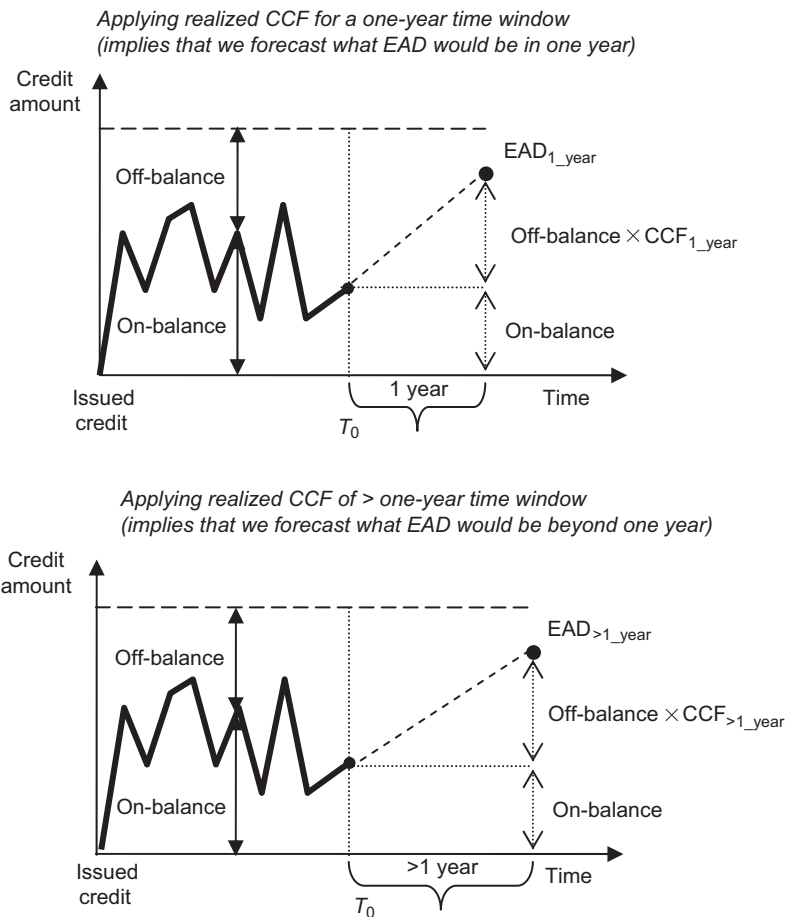 Applying realized CCF for a one-year time window
(implies that we forecast what EAD would be in one year)
Credit
amount
EAD1_year
Off-balance
Off-balance × CCF1_year
On-balance
On-balance
1 year
Issued
credit
Time
T0
Applying realized CCF of > one-year time window
(implies that we forecast what EAD would be beyond one year)
Credit
amount
EAD>1_year
Off-balance
Off-balance × CCF>1_year
On-balance
On-balance
>1 year
Issued
credit
Time
T0